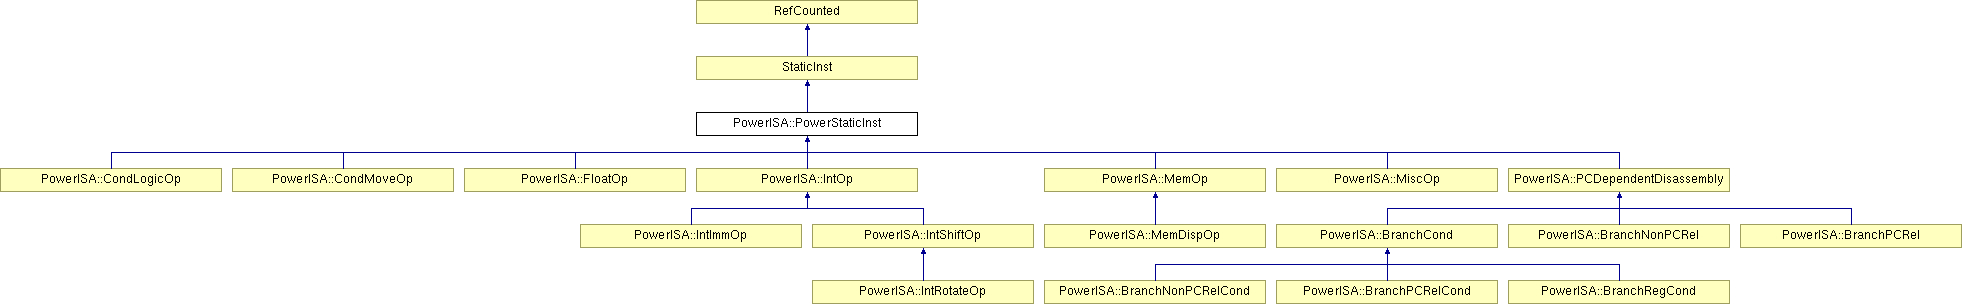 RefCounted
StaticInst
PowerISA::PowerStaticInst
PowerISA::CondLogicOp
PowerISA::CondMoveOp
PowerISA::FloatOp
PowerISA::IntOp
PowerISA::MemOp
PowerISA::MiscOp
PowerISA::PCDependentDisassembly
PowerISA::IntImmOp
PowerISA::IntShiftOp
PowerISA::MemDispOp
PowerISA::BranchCond
PowerISA::BranchNonPCRel
PowerISA::BranchPCRel
PowerISA::IntRotateOp
PowerISA::BranchNonPCRelCond
PowerISA::BranchPCRelCond
PowerISA::BranchRegCond